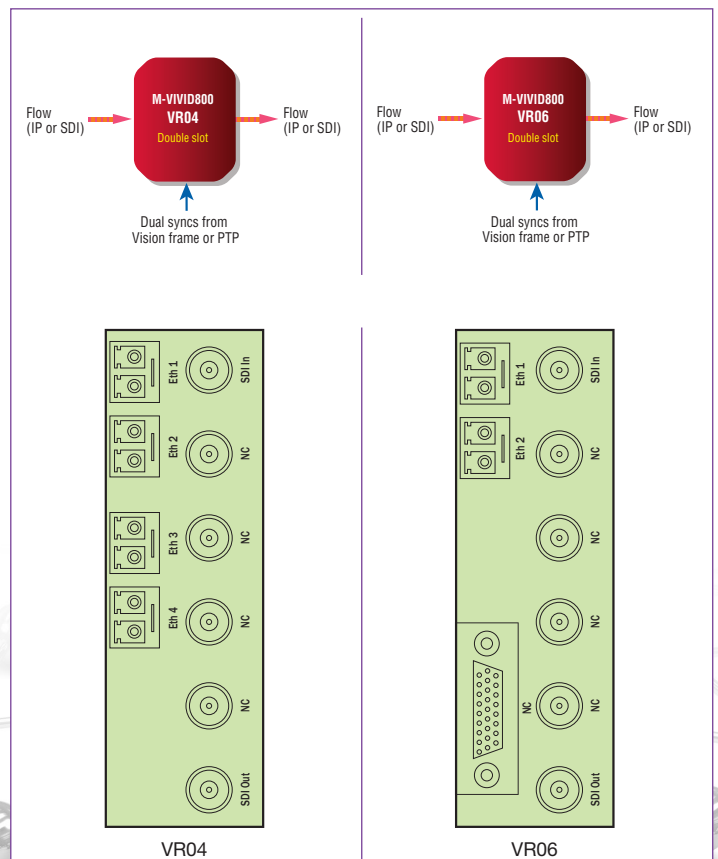 M-VIVID800
VR04
Double slot
Flow
(IP or SDI)
Flow
(IP or SDI)
Dual syncs from
Vision frame or PTP
M-VIVID800
VR06
Double slot
Flow
(IP or SDI)
Flow
(IP or SDI)
Dual syncs from
Vision frame or PTP
Eth 1
SDI In
Eth 2
NC
Eth 3
NC
Eth 4
NC
NC
SDI Out
VR04
Eth 1
SDI In
Eth 2
NC
NC
NC
NC
NC
SDI Out
VR06